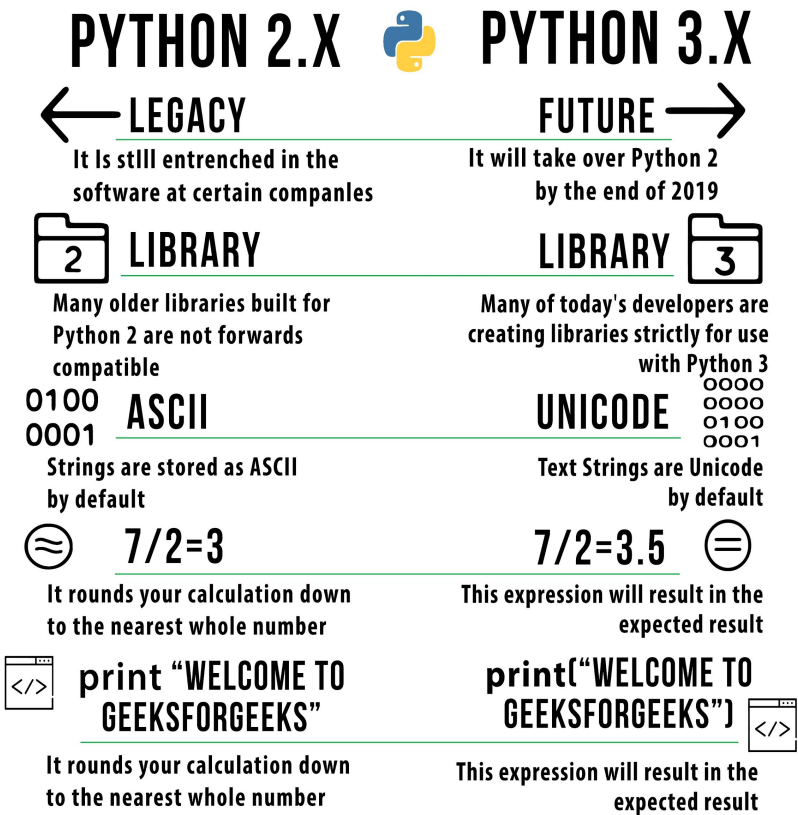 PYTHON 2.X
PYTHON 3.X
LEGACY
FUTURE
It Is stIll entrenched in the
software at certain companles
It will take over Python 2
by the end of 2019
2
LIBRARY
LIBRARY
3
Many older libraries built for
Python 2 are not forwards
compatible
Many of today's developers are
creating libraries strictly for use
with Python 3
0100
0001
ASCII
UNICODE
0000
0000
0100
0001
Strings are stored as ASCII
by default
Text Strings are Unicode
by default
≈
7/2=3
7/2=3.5
=
It rounds your calculation down
to the nearest whole number
This expression will result in the
expected result
</>
print “WELCOME TO
GEEKSFORGEEKS”
print(“WELCOME TO
GEEKSFORGEEKS”)
</>
It rounds your calculation down
to the nearest whole number
This expression will result in the
expected result